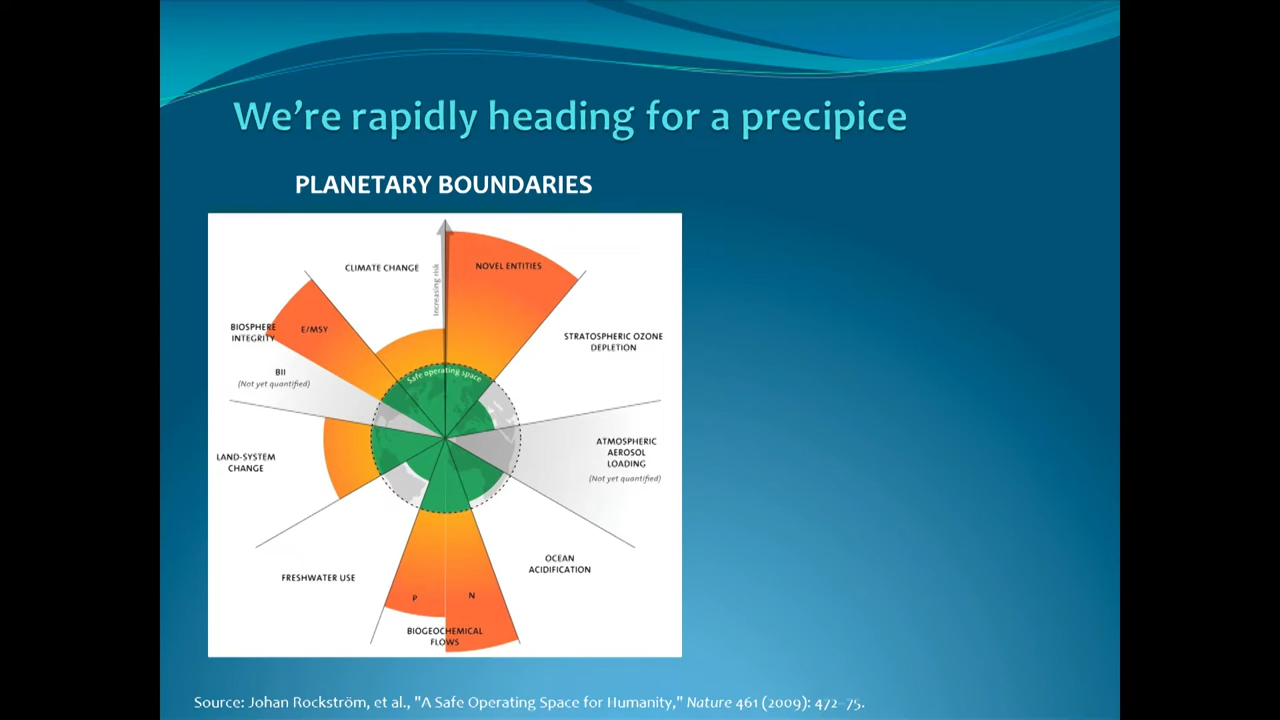 We're rapidly heading for a precipice
PLANETARY BOUNDARIES
CLIMATE CHANGE
Increasing risk
NOVEL ENTITIES
BIOSPHERE
INTEGRITY
E/MSY
STRATOSPHERIC OZONE
DEPLETION
BII
(Not yet quantified)
Safe operating space
ATMOSPHERIC
AEROSOL
LOADING
(Not yet quantified)
LAND-SYSTEM
CHANGE
OCEAN
ACIDIFICATION
FRESHWATER USE
P
N
BIOGEOCHEMICAL
FLOWS
Source: Johan Rockström, et al., "A Safe Operating Space for Humanity," Nature 461 (2009): 472–75.